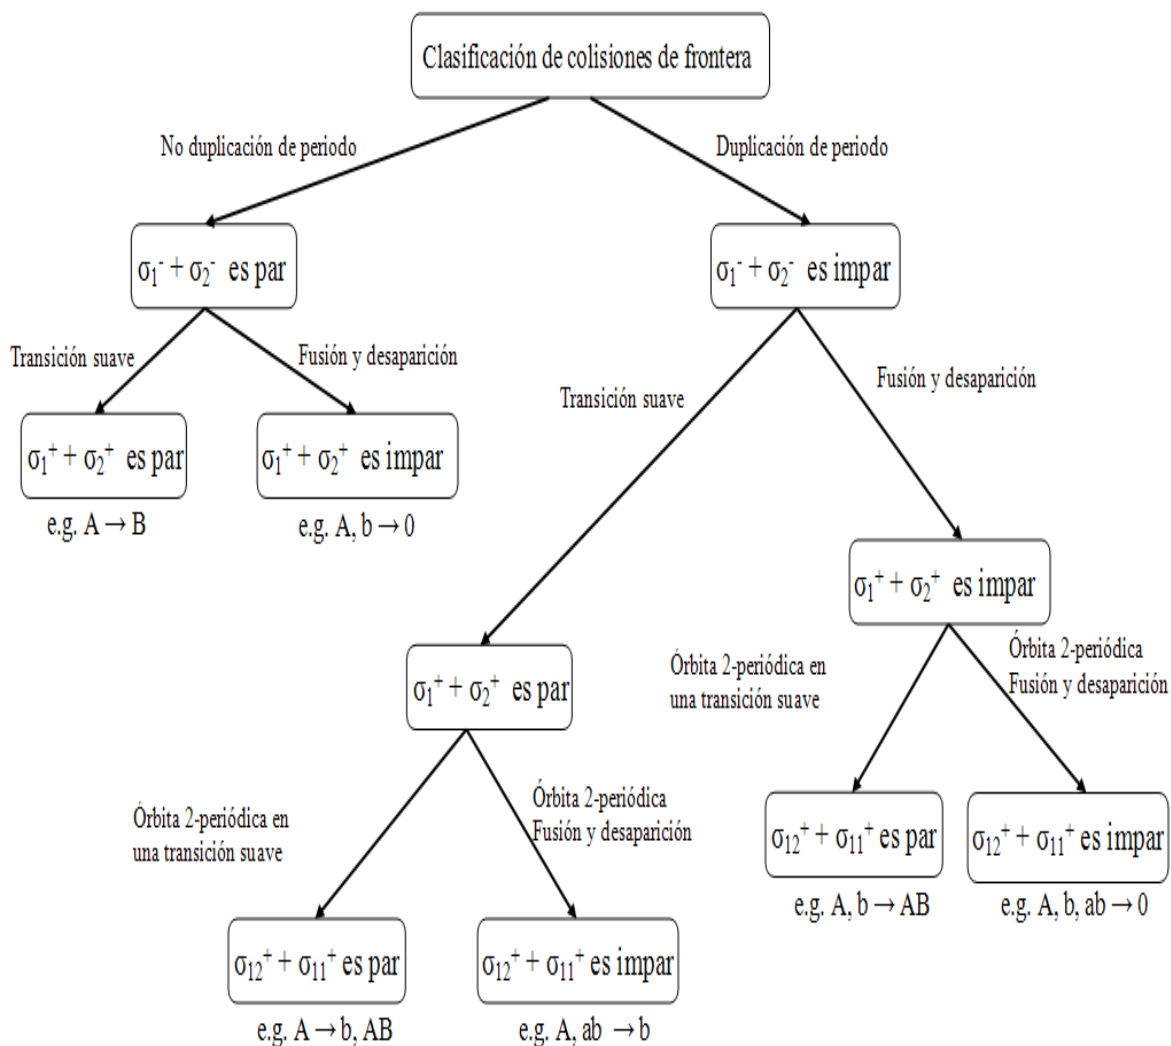 Clasificación de colisiones de frontera
No duplicación de periodo
Duplicación de periodo
σ₁⁻ + σ₂⁻ es par
σ₁⁻ + σ₂⁻ es impar
Transición suave
Fusión y desaparición
Transición suave
Fusión y desaparición
σ₁⁺ + σ₂⁺ es par
σ₁⁺ + σ₂⁺ es impar
e.g. A → B
e.g. A, b → 0
σ₁⁺ + σ₂⁺ es impar
Órbita 2-periódica en
una transición suave
Órbita 2-periódica
Fusión y desaparición
σ₁⁺ + σ₂⁺ es par
Órbita 2-periódica en
una transición suave
Órbita 2-periódica
Fusión y desaparición
σ₁₂⁺ + σ₁₁⁺ es par
σ₁₂⁺ + σ₁₁⁺ es impar
e.g. A, b → AB
e.g. A, b, ab → 0
σ₁₂⁺ + σ₁₁⁺ es par
σ₁₂⁺ + σ₁₁⁺ es impar
e.g. A → b, AB
e.g. A, ab → b